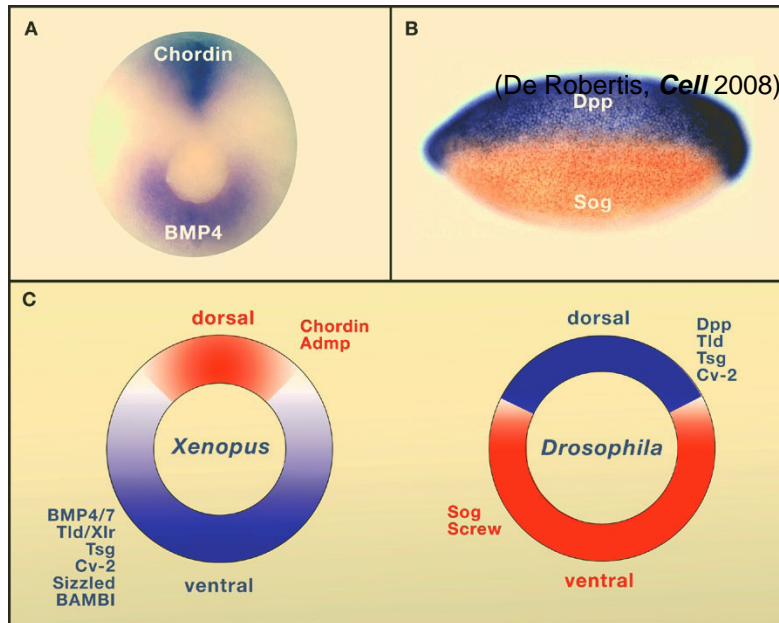 A
Chordin
BMP4
B
(De Robertis, Cell 2008)
Dpp
Sog
C
dorsal
Chordin
Admp
Xenopus
BMP4/7
Tld/Xlr
Tsg
Cv-2
Sizzled
BAMBI
ventral
dorsal
Dpp
Tld
Tsg
Cv-2
Drosophila
Sog
Screw
ventral